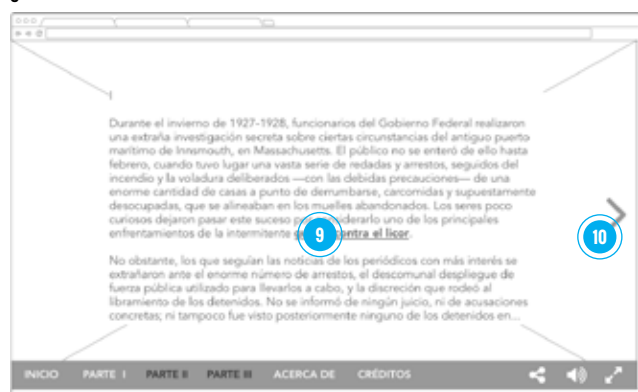 I
Durante el invierno de 1927-1928, funcionarios del Gobierno Federal realizaron
una extraña investigación secreta sobre ciertas circunstancias del antiguo puerto
marítimo de Innsmouth, en Massachusetts. El público no se enteró de ello hasta
febrero, cuando tuvo lugar una vasta serie de redadas y arrestos, seguidos del
incendio y la voladura deliberados —con las debidas precauciones— de una
enorme cantidad de casas a punto de derrumbarse, carcomidas y supuestamente
desocupadas, que se alineaban en los muelles abandonados. Los seres poco
curiosos dejaron pasar este suceso considerarlo uno de los principales
enfrentamientos de la intermitente contra el licor.
9
10
No obstante, los que seguían las noticias de los periódicos con más interés se
extrañaron ante el enorme número de arrestos, el descomunal despliegue de
fuerza pública utilizado para llevarlos a cabo, y la discreción que rodeó al
libramiento de los detenidos. No se informó de ningún juicio, ni de acusaciones
concretas; ni tampoco fue visto posteriormente ninguno de los detenidos en...
INICIO PARTE I PARTE II PARTE III ACERCA DE CRÉDITOS